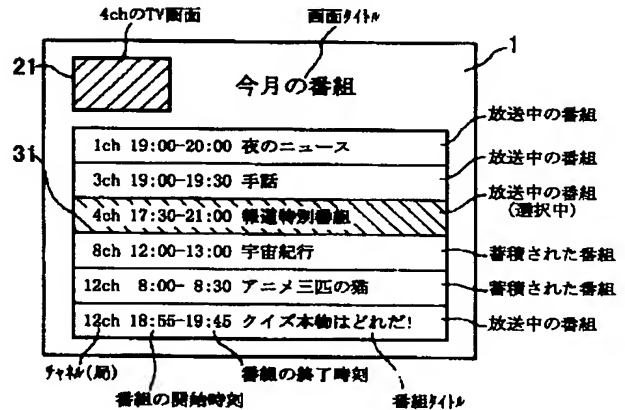 4chのTV画面 画面ﾀｲﾄﾙ
1
21
今月の番組
放送中の番組
1ch 19:00-20:00 夜のニュース
放送中の番組
31
3ch 19:00-19:30 手話
放送中の番組
(選択中)
4ch 17:30-21:00 報道特別番組
8ch 12:00-13:00 宇宙紀行
蓄積された番組
12ch 8:00- 8:30 アニメ三匹の猫
蓄積された番組
12ch 18:55-19:45 クイズ本物はどれだ!
放送中の番組
ﾁｬﾈﾙ(局)
番組の終了時刻
番組の開始時刻
番組ﾀｲﾄﾙ